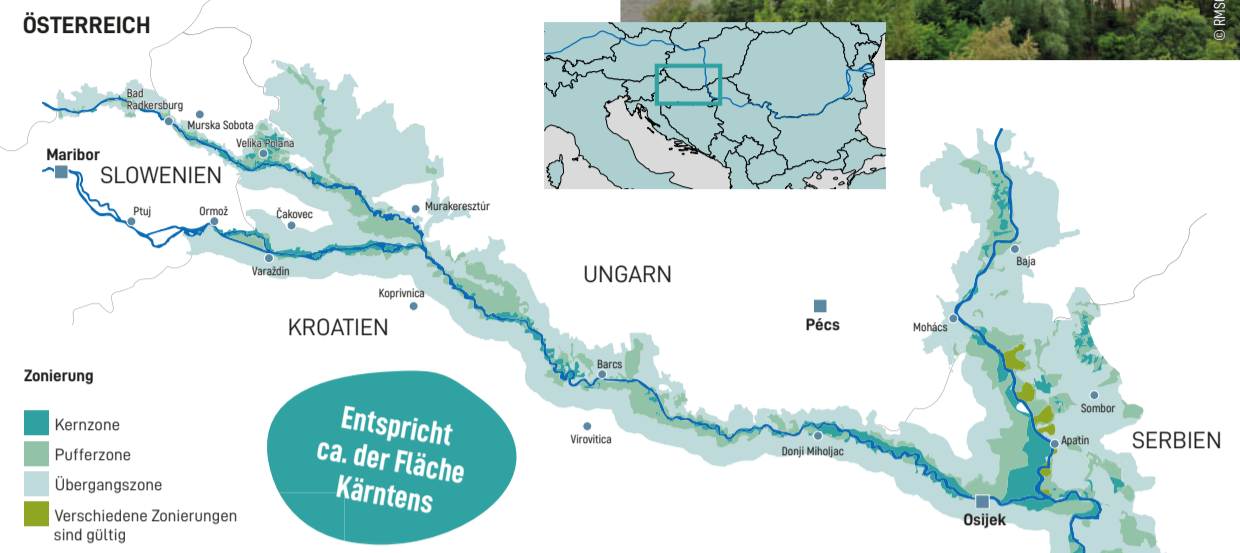 ÖSTERREICH
© RMS
Bad
Radkersburg
Murska Sobota
Velika Polana
Maribor
SLOWENIEN
Ptuj
Ormož
Čakovec
Murakeresztúr
Varaždin
Koprivnica
KROATIEN
UNGARN
Pécs
Baja
Mohács
Barcs
Virovitica
Donji Miholjac
Sombor
Apatin
SERBIEN
Osijek
Zonierung
Kernzone
Pufferzone
Übergangszone
Verschiedene Zonierungen
sind gültig
Entspricht
ca. der Fläche
Kärntens